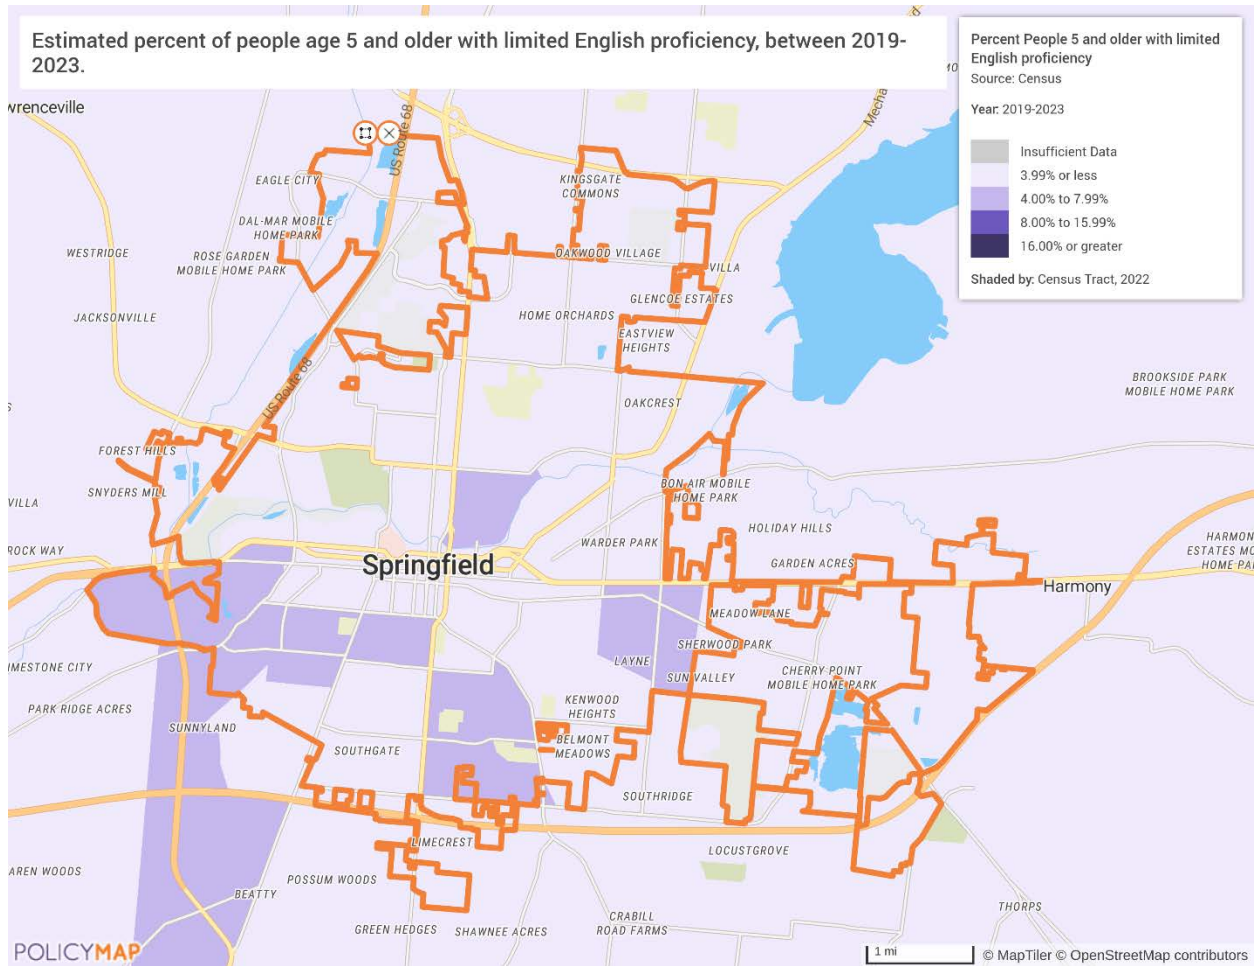 Estimated percent of people age 5 and older with limited English proficiency, between 2019-
2023.
Percent People 5 and older with limited
English proficiency
Source: Census
Year: 2019-2023
Insufficient Data
3.99% or less
4.00% to 7.99%
8.00% to 15.99%
16.00% or greater
Shaded by: Census Tract, 2022
wrenceville
US Route 68
Mecha
EAGLE CITY
KINGSGATE
COMMONS
DAL-MAR MOBILE
HOME PARK
WESTRIDGE
ROSE GARDEN
MOBILE HOME PARK
OAKWOOD VILLAGE
VILLA
GLENCOE ESTATES
JACKSONVILLE
HOME ORCHARDS
EASTVIEW
HEIGHTS
US Route 68
BROOKSIDE PARK
MOBILE HOME PARK
OAKCREST
FOREST HILLS
SNYDERS MILL
BON AIR MOBILE
HOME PARK
VILLA
HOLIDAY HILLS
ROCK WAY
WARDER PARK
HARMON
ESTATES MO
HOME PA
Springfield
GARDEN ACRES
Harmony
MEADOW LANE
SHERWOOD PARK
IMESTONE CITY
LAYNE
SUN VALLEY
CHERRY POINT
MOBILE HOME PARK
PARK RIDGE ACRES
KENWOOD
HEIGHTS
SUNNYLAND
SOUTHGATE
BELMONT
MEADOWS
SOUTHRIDGE
LIMECREST
LOCUSTGROVE
AREN WOODS
POSSUM WOODS
BEATTY
THORPS
GREEN HEDGES
SHAWNEE ACRES
CRABILL
ROAD FARMS
POLICYMAP
1 mi
© MapTiler © OpenStreetMap contributors